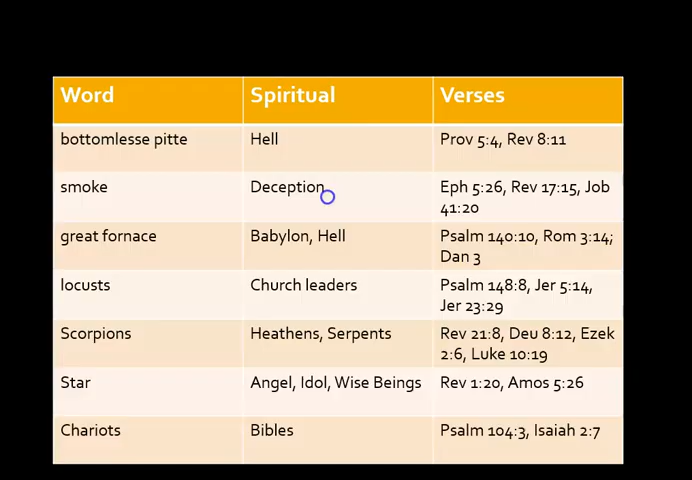 Word Spiritual Verses
bottomlesse pitte Hell Prov 5:4, Rev 8:11
smoke Deception Eph 5:26, Rev 17:15, Job
41:20
great fornace Babylon, Hell Psalm 140:10, Rom 3:14;
Dan 3
locusts Church leaders Psalm 148:8, Jer 5:14,
Jer 23:29
Scorpions Heathens, Serpents Rev 21:8, Deu 8:12, Ezek
2:6, Luke 10:19
Star Angel, Idol, Wise Beings Rev 1:20, Amos 5:26
Chariots Bibles Psalm 104:3, Isaiah 2:7